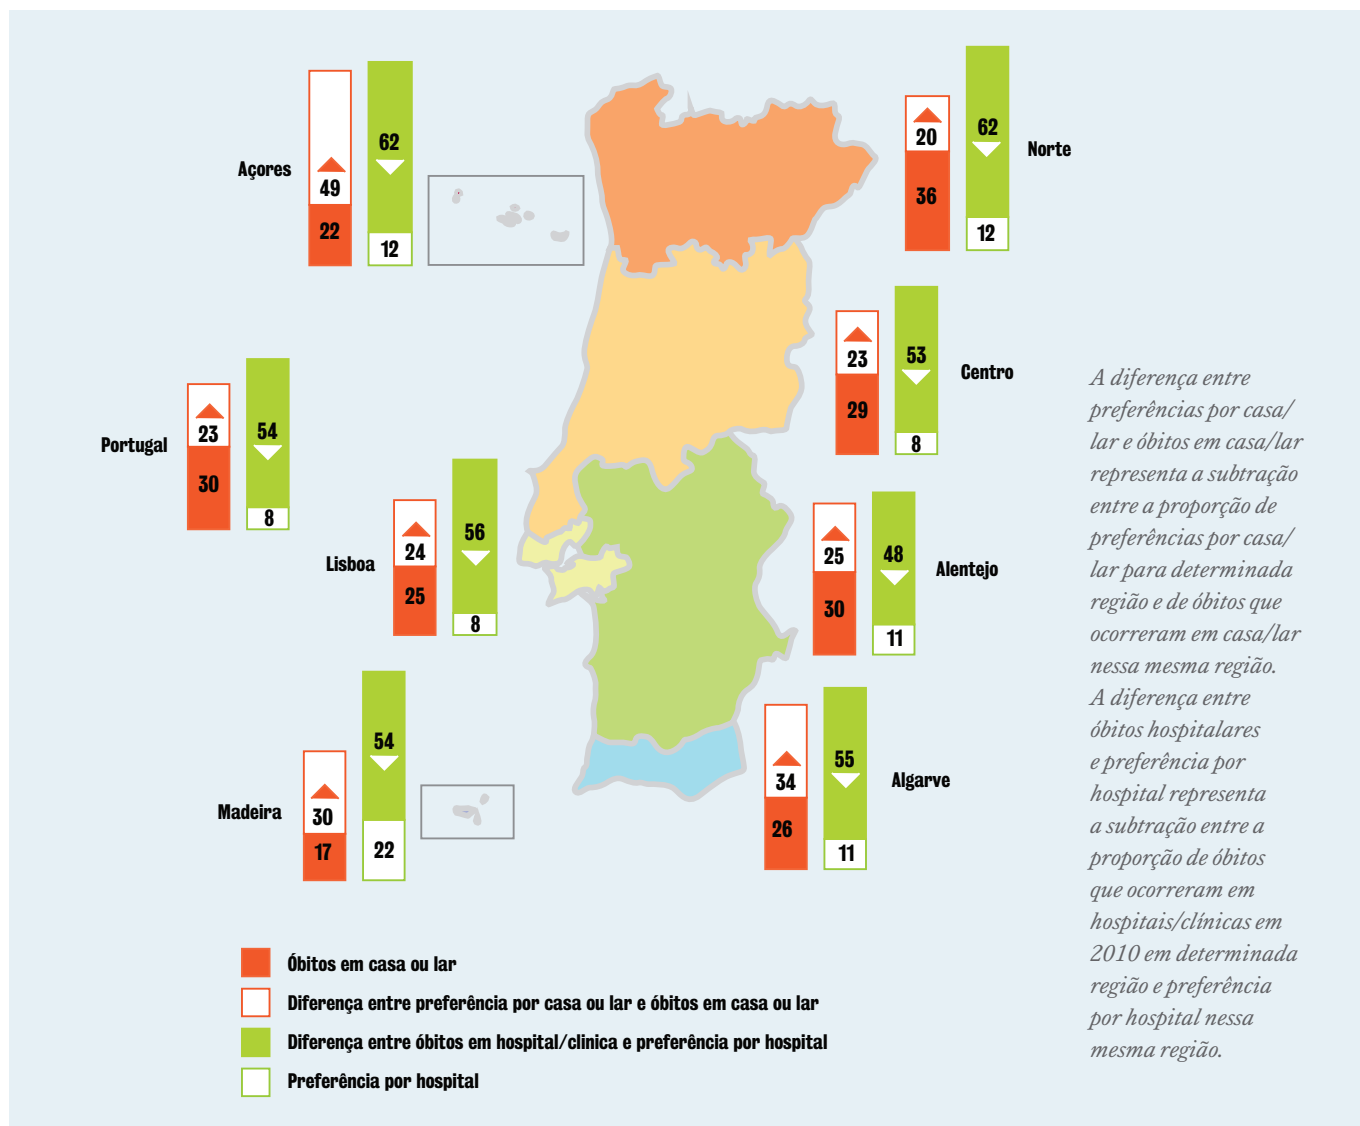 Açores
49
22
62
12
20
36
62
12
Norte
23
29
53
8
Centro
Portugal
23
30
54
8
Lisboa
24
25
56
8
25
30
48
11
Alentejo
Madeira
30
17
54
22
34
26
55
11
Algarve
Óbitos em casa ou lar
Diferença entre preferência por casa ou lar e óbitos em casa ou lar
Diferença entre óbitos em hospital/clinica e preferência por hospital
Preferência por hospital
A diferença entre
preferências por casa/
lar e óbitos em casa/lar
representa a subtração
entre a proporção de
preferências por casa/
lar para determinada
região e de óbitos que
ocorreram em casa/lar
nessa mesma região.
A diferença entre
óbitos hospitalares
e preferência por
hospital representa
a subtração entre a
proporção de óbitos
que ocorreram em
hospitais/clínicas em
2010 em determinada
região e preferência
por hospital nessa
mesma região.